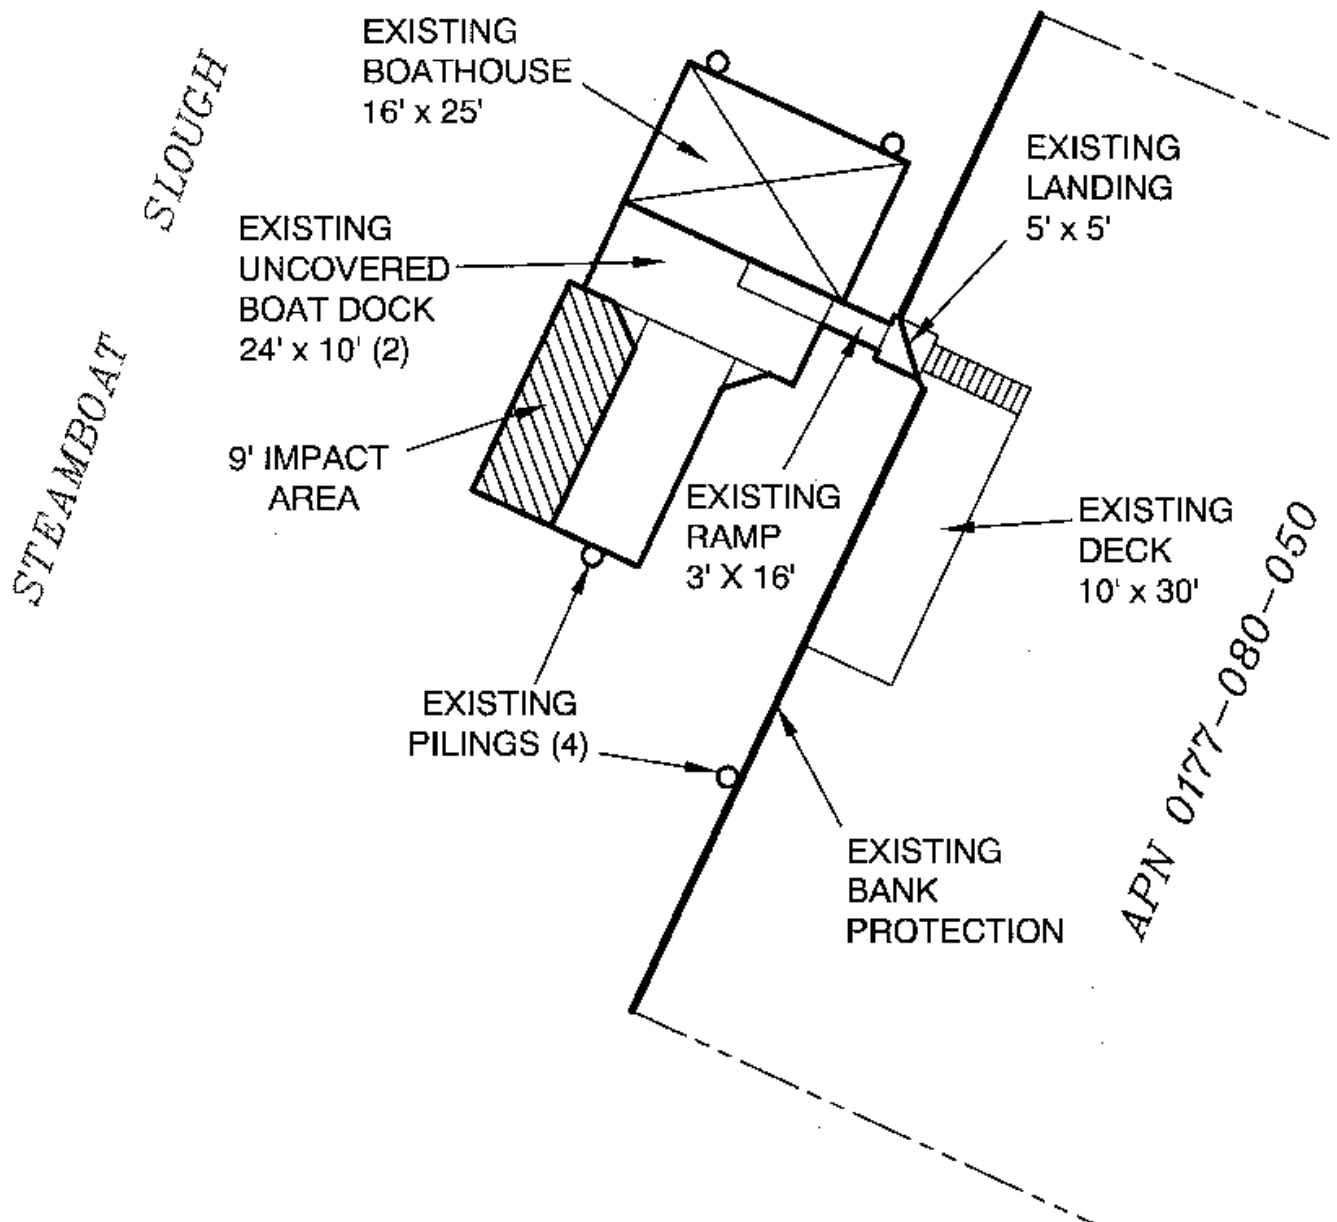 EXISTING
BOATHOUSE
16' x 25'
STEAMBOAT SLOUGH
EXISTING
LANDING
5' x 5'
EXISTING
UNCOVERED
BOAT DOCK
24' x 10' (2)
9' IMPACT
AREA
EXISTING
RAMP
3' X 16'
EXISTING
DECK
10' x 30'
EXISTING
PILINGS (4)
EXISTING
BANK
PROTECTION
APN 0177-080-050